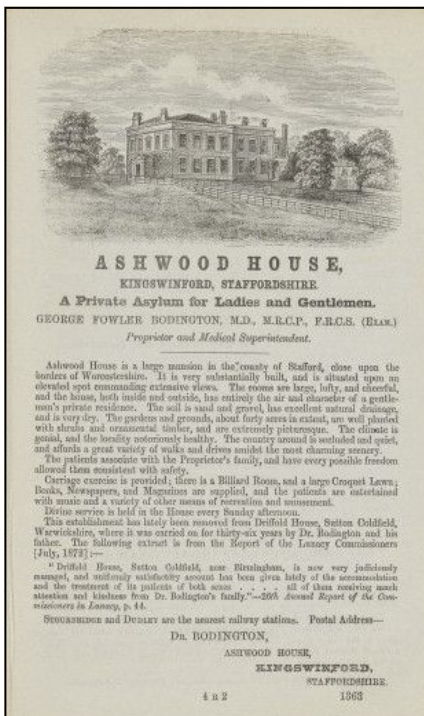 ASHWOOD HOUSE,
KINGSWINFORD, STAFFORDSHIRE.
A Private Asylum for Ladies and Gentlemen.
GEORGE FOWLER BODINGTON, M.D., M.R.C.P., F.R.C.S. (EXAM.)
Proprietor and Medical Superintendent.
Ashwood House is a large mansion in the county of Stafford, close upon the
borders of Worcestershire. It is very substantially built, and is situated upon an
elevated spot commanding extensive views. The rooms are large, lofty, and cheerful,
and the house, both inside and outside, has entirely the air and character of a gentle-
man's private residence. The soil is sand and gravel, has excellent natural drainage,
and is very dry. The gardens and grounds, about forty acres in extent, are well planted
with shrubs and ornamental timber, and are extremely picturesque. The climate is
genial, and the locality notoriously healthy. The country around is secluded and quiet,
and affords a great variety of walks and drives amidst the most charming scenery.
The patients associate with the Proprietor's family, and have every possible freedom
allowed them consistent with safety.
Carriage exercise is provided; there is a Billiard Room, and a large Croquet Lawn;
Books, Newspapers, and Magazines are supplied, and the patients are entertained
with music and a variety of other means of recreation and amusement.
Divine service is held in the House every Sunday afternoon.
This establishment has lately been removed from Driffold House, Sutton Coldfield,
Warwickshire, where it was carried on for thirty-six years by Dr. Bodington and his
father. The following extract is from the Report of the Lunacy Commissioners
[July, 1872]:—
"Driffold House, Sutton Coldfield, near Birmingham, is now very judiciously
managed, and uniformly satisfactory account has been given lately of the accommodation
and the treatment of its patients of both sexes . . . . all of them receiving much
attention and kindness from Dr. Bodington's family."—26th Annual Report of the Com-
missioners in Lunacy, p. 44.
STOURBRIDGE and DUDLEY are the nearest railway stations. Postal Address—
DR. BODINGTON,
ASHWOOD HOUSE,
KINGSWINFORD,
STAFFORDSHIRE.
4 n 2 1363